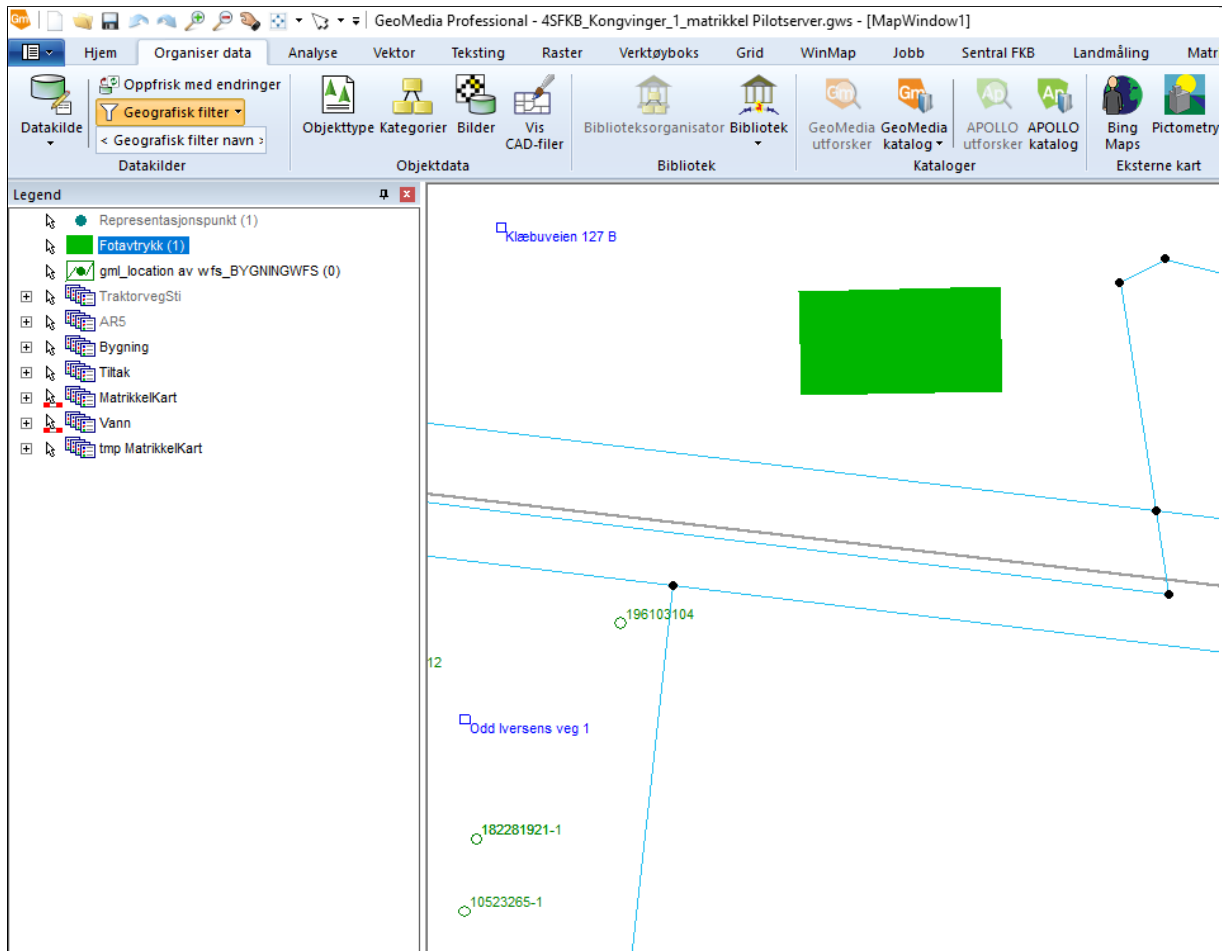 GeoMedia Professional - 4SFKB_Kongvinger_1_matrikkel Pilotserver.gws - [MapWindow1]
Hjem Organiser data Analyse Vektor Teksting Raster Verktøyboks Grid WinMap Jobb Sentral FKB Landmåling Matr
Datakilde
Oppfrisk med endringer
Geografisk filter
< Geografisk filter navn >
Datakilder
Objekttype Kategorier Bilder Vis CAD-filer
Objektdata
Biblioteksorganisator Bibliotek
Bibliotek
GeoMedia utforsker GeoMedia katalog APOLLO utforsker APOLLO katalog
Kataloger
Bing Maps Pictometry
Eksterne kart
Legend
Representasjonspunkt (1)
Fotavtrykk (1)
gml_location av wfs_BYGNINGWFS (0)
TraktorvegSti
AR5
Bygning
Tiltak
MatrikkelKart
Vann
tmp MatrikkelKart
Klæbuveien 127 B
196103104
12
Odd Iversens veg 1
182281921-1
10523265-1